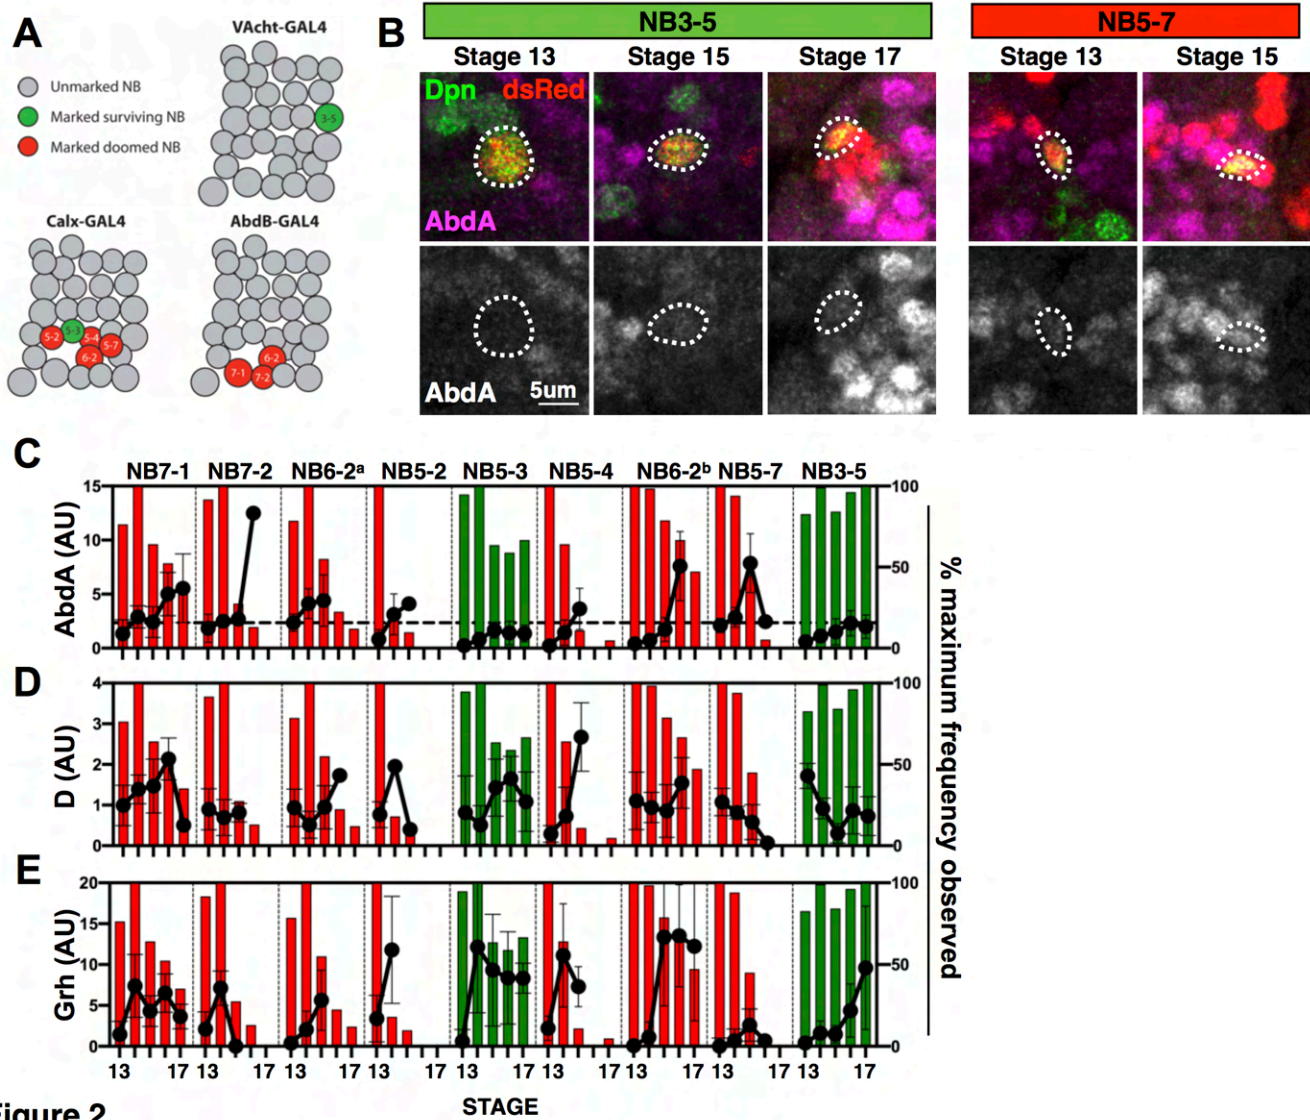 A
VAcht-GAL4
Unmarked NB
Marked surviving NB
Marked doomed NB
3-5
Calx-GAL4
AbdB-GAL4
5-2
5-3
5-4
5-7
6-2
6-2
7-1
7-2
B
NB3-5
NB5-7
Stage 13
Stage 15
Stage 17
Stage 13
Stage 15
Dpn
dsRed
AbdA
AbdA
5um
C
NB7-1
NB7-2
NB6-2ᵃ
NB5-2
NB5-3
NB5-4
NB6-2ᵇ
NB5-7
NB3-5
AbdA (AU)
15
10
5
0
100
50
0
D
D (AU)
4
3
2
1
0
100
50
0
E
Grh (AU)
20
15
10
5
0
100
50
0
% maximum frequency observed
13 17 13 17 13 17 13 17 13 17 13 17 13 17 13 17 13 17
STAGE
Figure 2